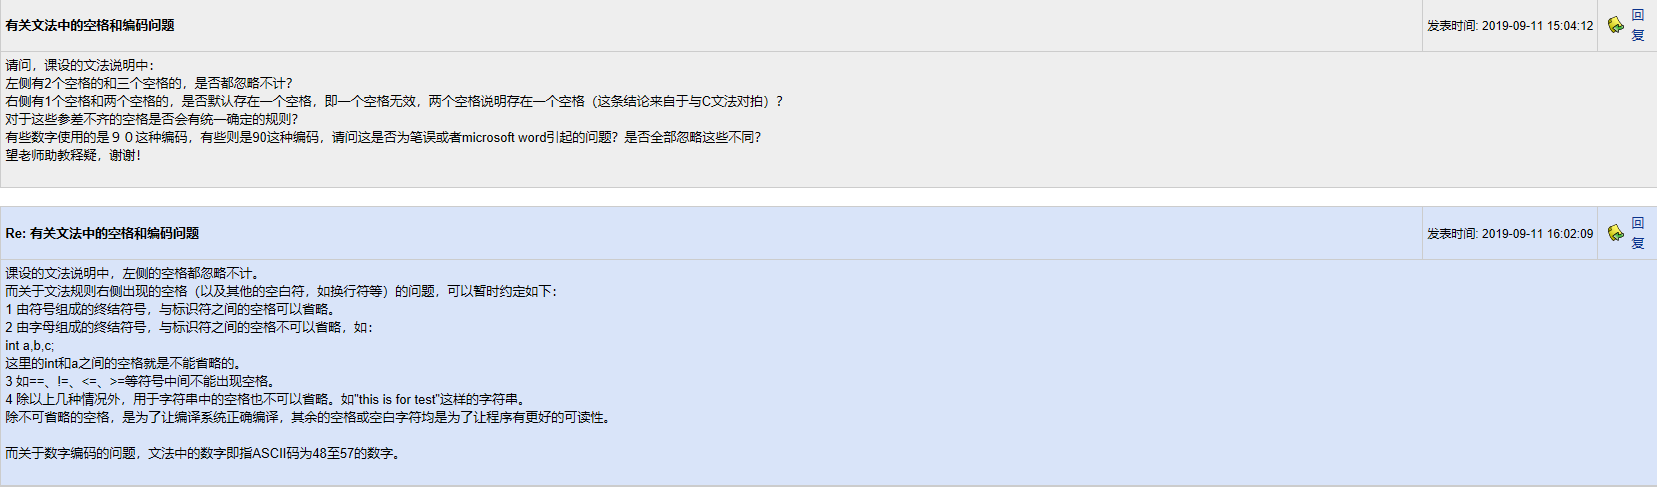 有关文法中的空格和编码问题
发表时间: 2019-09-11 15:04:12
回复
请问，课设的文法说明中：
左侧有2个空格的和三个空格的，是否都忽略不计？
右侧有1个空格和两个空格的，是否默认存在一个空格，即一个空格无效，两个空格说明存在一个空格（这条结论来自于与C文法对拍）？
对于这些参差不齐的空格是否会有统一确定的规则？
有些数字使用的是９０这种编码，有些则是90这种编码，请问这是否为笔误或者microsoft word引起的问题？是否全部忽略这些不同？
望老师助教释疑，谢谢！
Re: 有关文法中的空格和编码问题
发表时间: 2019-09-11 16:02:09
回复
课设的文法说明中，左侧的空格都忽略不计。
而关于文法规则右侧出现的空格（以及其他的空白符，如换行符等）的问题，可以暂时约定如下：
1 由符号组成的终结符号，与标识符之间的空格可以省略。
2 由字母组成的终结符号，与标识符之间的空格不可以省略，如：
int a,b,c;
这里的int和a之间的空格就是不能省略的。
3 如==、!=、<=、>=等符号中间不能出现空格。
4 除以上几种情况外，用于字符串中的空格也不可以省略。如"this is for test"这样的字符串。
除不可省略的空格，是为了让编译系统正确编译，其余的空格或空白字符均是为了让程序有更好的可读性。
而关于数字编码的问题，文法中的数字即指ASCII码为48至57的数字。